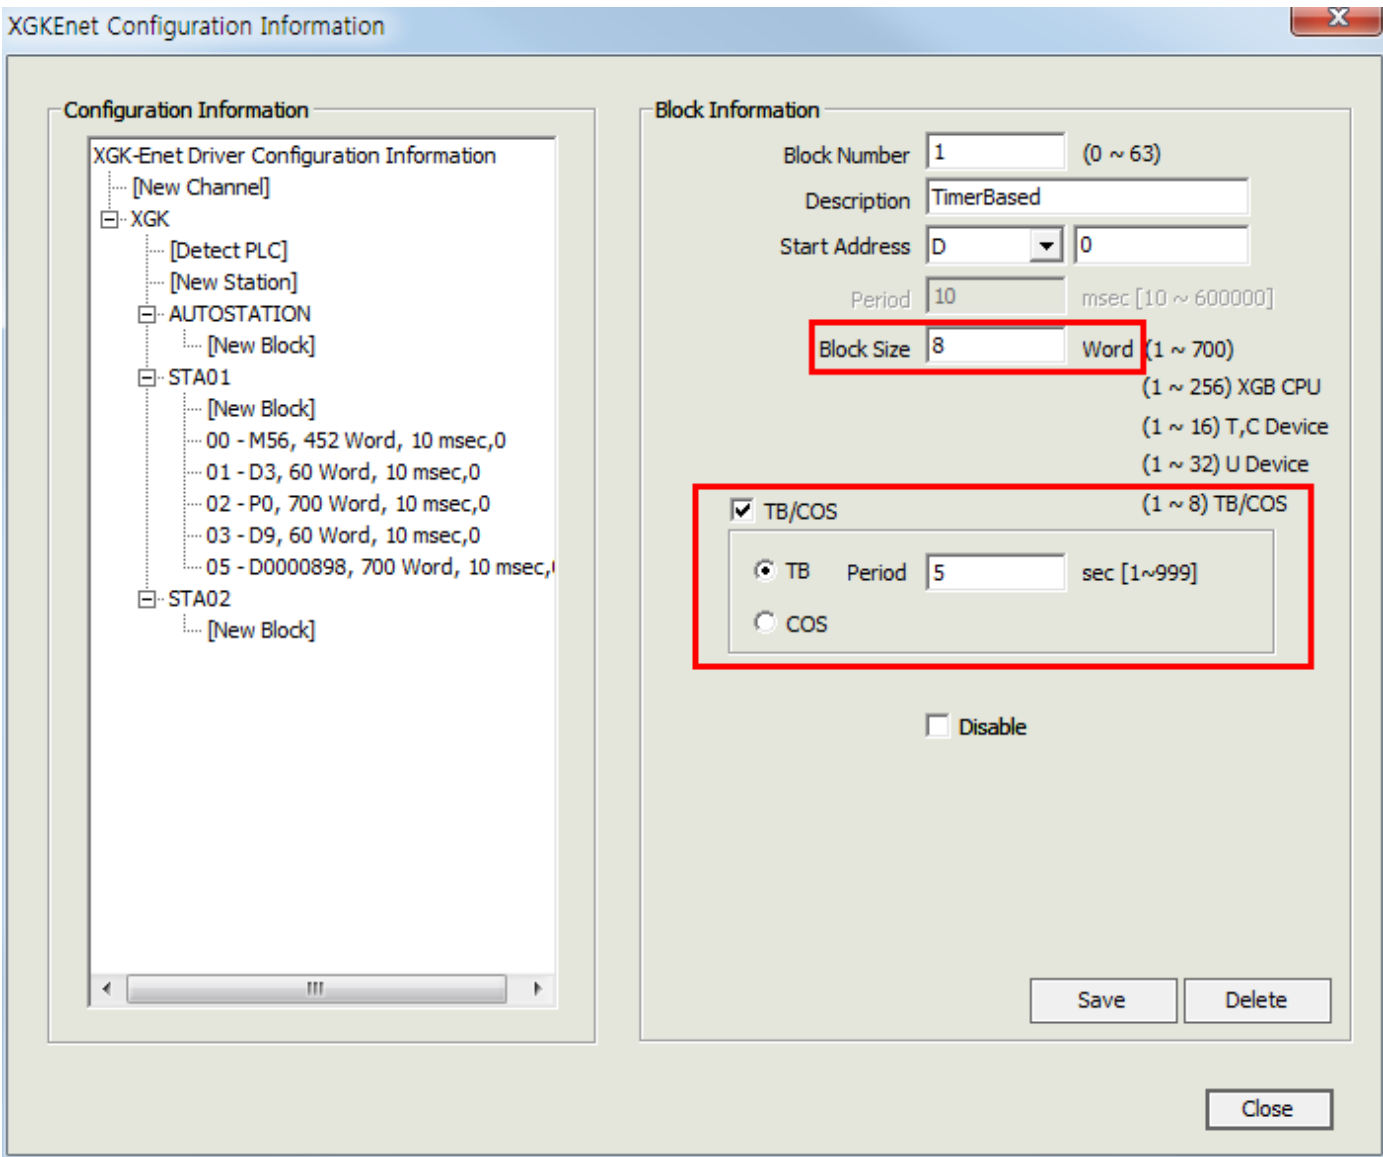 XGKEnet Configuration Information
X
Configuration Information
XGK-Enet Driver Configuration Information
[New Channel]
XGK
[Detect PLC]
[New Station]
AUTOSTATION
[New Block]
STA01
[New Block]
00 - M56, 452 Word, 10 msec,0
01 - D3, 60 Word, 10 msec,0
02 - P0, 700 Word, 10 msec,0
03 - D9, 60 Word, 10 msec,0
05 - D0000898, 700 Word, 10 msec,
STA02
[New Block]
Block Information
Block Number 1 (0 ~ 63)
Description TimerBased
Start Address D 0
Period 10 msec [10 ~ 600000]
Block Size 8 Word (1 ~ 700)
(1 ~ 256) XGB CPU
(1 ~ 16) T,C Device
(1 ~ 32) U Device
(1 ~ 8) TB/COS
TB/COS
TB Period 5 sec [1~999]
COS
Disable
Save Delete
Close